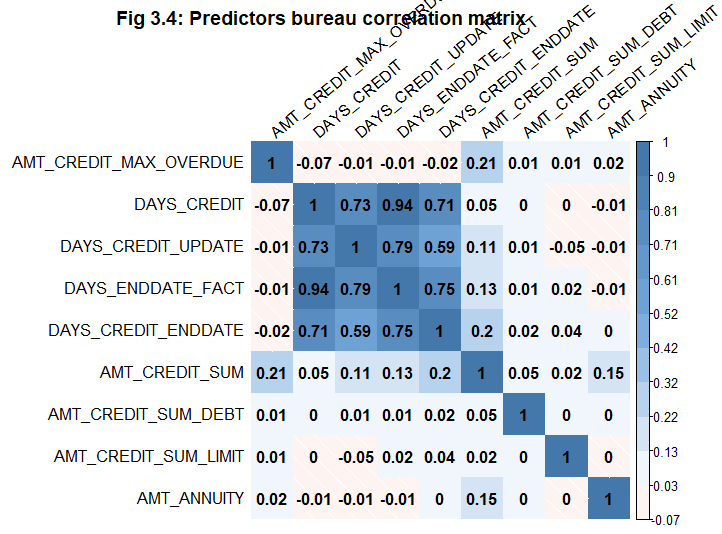 Fig 3.4: Predictors bureau correlation matrix
AMT_CREDIT_MAX_OVERDUE
DAYS_CREDIT
DAYS_CREDIT_UPDATE
DAYS_ENDDATE_FACT
DAYS_CREDIT_ENDDATE
AMT_CREDIT_SUM
AMT_CREDIT_SUM_DEBT
AMT_CREDIT_SUM_LIMIT
AMT_ANNUITY
AMT_CREDIT_MAX_OVERDUE 1 -0.07 -0.01 -0.01 -0.02 0.21 0.01 0.01 0.02
DAYS_CREDIT -0.07 1 0.73 0.94 0.71 0.05 0 0 -0.01
DAYS_CREDIT_UPDATE -0.01 0.73 1 0.79 0.59 0.11 0.01 -0.05 -0.01
DAYS_ENDDATE_FACT -0.01 0.94 0.79 1 0.75 0.13 0.01 0.02 -0.01
DAYS_CREDIT_ENDDATE -0.02 0.71 0.59 0.75 1 0.2 0.02 0.04 0
AMT_CREDIT_SUM 0.21 0.05 0.11 0.13 0.2 1 0.05 0.02 0.15
AMT_CREDIT_SUM_DEBT 0.01 0 0.01 0.01 0.02 0.05 1 0 0
AMT_CREDIT_SUM_LIMIT 0.01 0 -0.05 0.02 0.04 0.02 0 1 0
AMT_ANNUITY 0.02 -0.01 -0.01 -0.01 0 0.15 0 0 1
1
0.9
0.81
0.71
0.61
0.52
0.42
0.32
0.22
0.13
0.03
-0.07